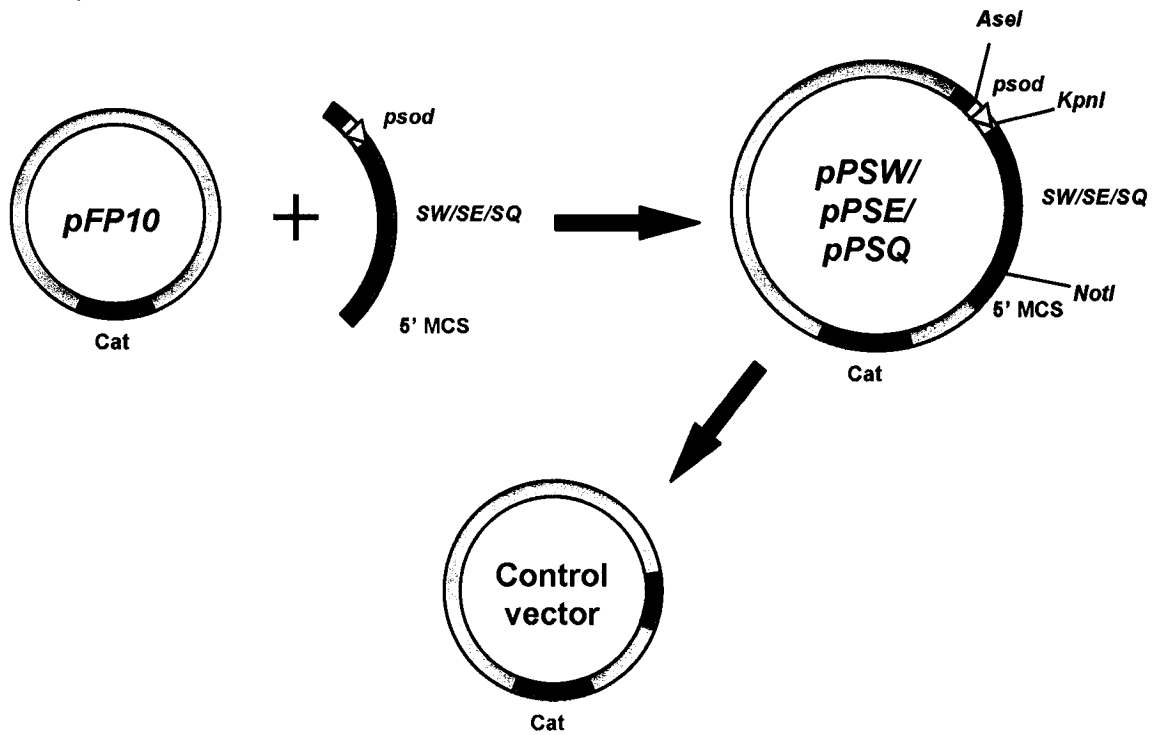 AseI
psod
KpnI
psod
pFP10
+
SW/SE/SQ
pPSW/
pPSE/
pPSQ
SW/SE/SQ
NotI
5' MCS
5' MCS
Cat
Cat
Control
vector
Cat